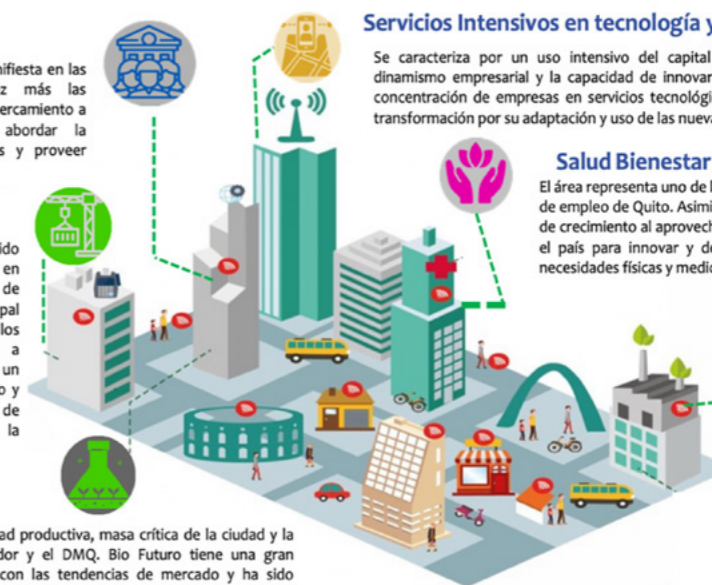 Servicios Intensivos en tecnología y
Se caracteriza por un uso intensivo del capital
dinamismo empresarial y la capacidad de innovar
concentración de empresas en servicios tecnológi
transformación por su adaptación y uso de las nueva
nifiesta en las
z más las
ercamiento a
abordar la
s y proveer
Salud Bienestar
El área representa uno de l
de empleo de Quito. Asimi
de crecimiento al aprovech
el país para innovar y de
necesidades físicas y medic
ido
en
de
pal
los
a
un
o y
de
la
ad productiva, masa crítica de la ciudad y la
dor y el DMQ. Bio Futuro tiene una gran
con las tendencias de mercado y ha sido